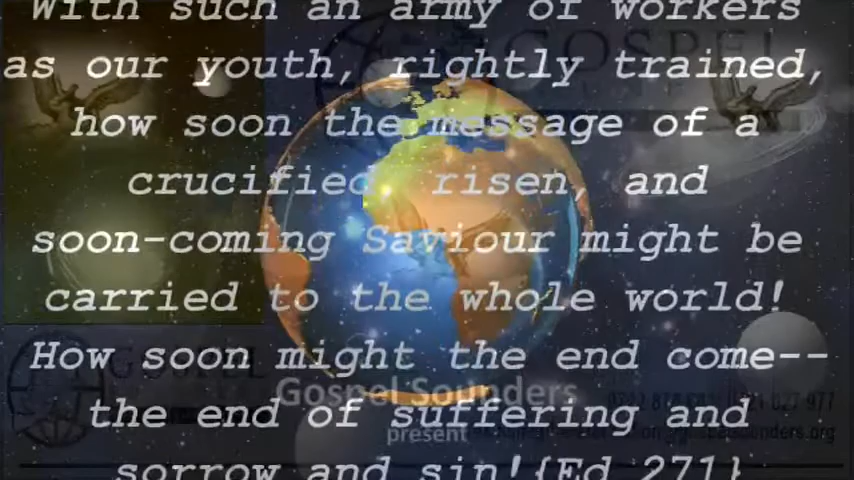 With such an army of workers
as our youth, rightly trained,
how soon the message of a
crucified, risen, and
soon-coming Saviour might be
carried to the whole world!
How soon might the end come--
the end of suffering and
sorrow and sin!{Ed 271}
GOSPEL
GOSPEL
Gospel Sounders
present